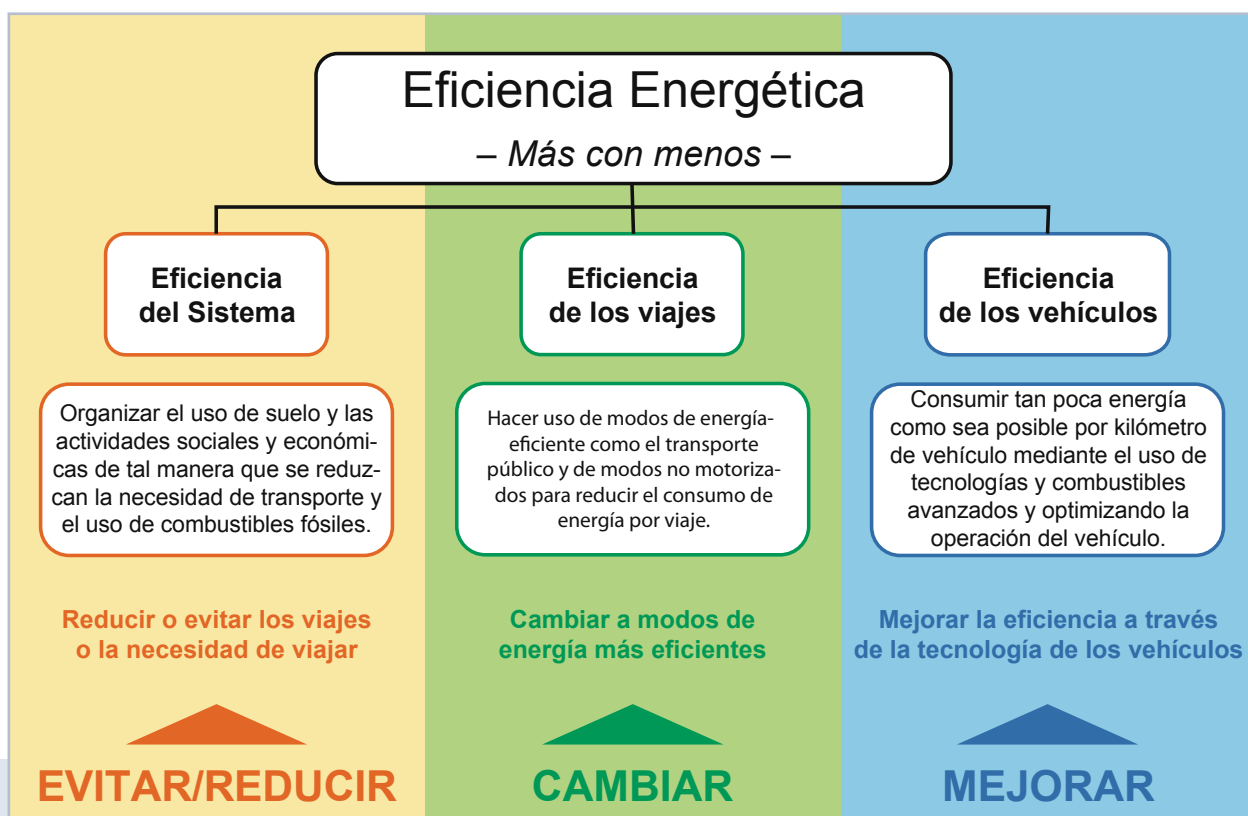 Eficiencia Energética
– Más con menos –
Eficiencia
del Sistema
Organizar el uso de suelo y las
actividades sociales y económi-
cas de tal manera que se reduz-
can la necesidad de transporte y
el uso de combustibles fósiles.
Reducir o evitar los viajes
o la necesidad de viajar
EVITAR/REDUCIR
Eficiencia
de los viajes
Hacer uso de modos de energía-
eficiente como el transporte
público y de modos no motoriza-
dos para reducir el consumo de
energía por viaje.
Cambiar a modos de
energía más eficientes
CAMBIAR
Eficiencia
de los vehículos
Consumir tan poca energía
como sea posible por kilómetro
de vehículo mediante el uso de
tecnologías y combustibles
avanzados y optimizando la
operación del vehículo.
Mejorar la eficiencia a través
de la tecnología de los vehículos
MEJORAR